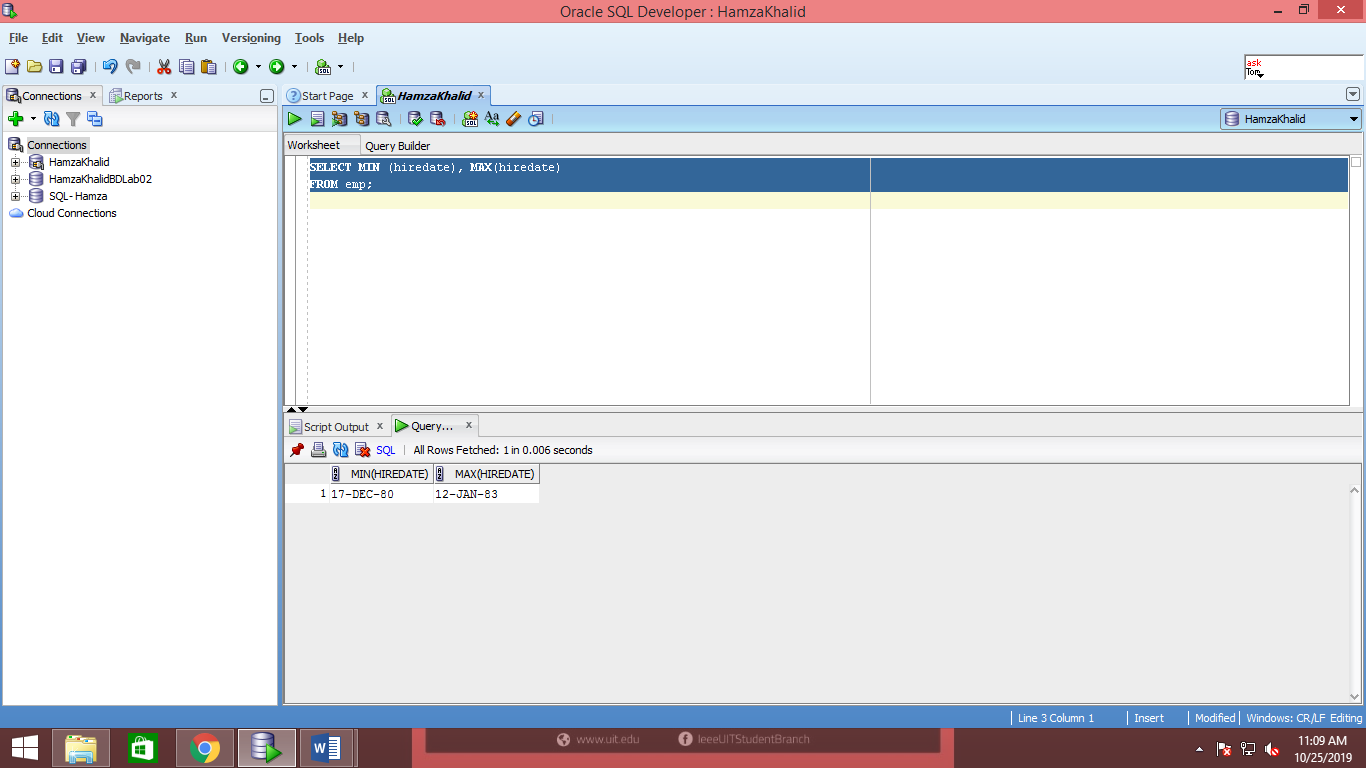 Oracle SQL Developer : HamzaKhalid
File Edit View Navigate Run Versioning Tools Help
ask
Tom
Connections x Reports x
Start Page x HamzaKhalid x
HamzaKhalid
Worksheet Query Builder
Connections
HamzaKhalid
HamzaKhalidBDLab02
SQL- Hamza
Cloud Connections
SELECT MIN (hiredate), MAX(hiredate)
FROM emp;
Script Output x Query... x
SQL All Rows Fetched: 1 in 0.006 seconds
MIN(HIREDATE) MAX(HIREDATE)
1 17-DEC-80 12-JAN-83
Line 3 Column 1 Insert Modified Windows: CR/LF Editing
www.uit.edu IeeeUITStudentBranch
11:09 AM
10/25/2019